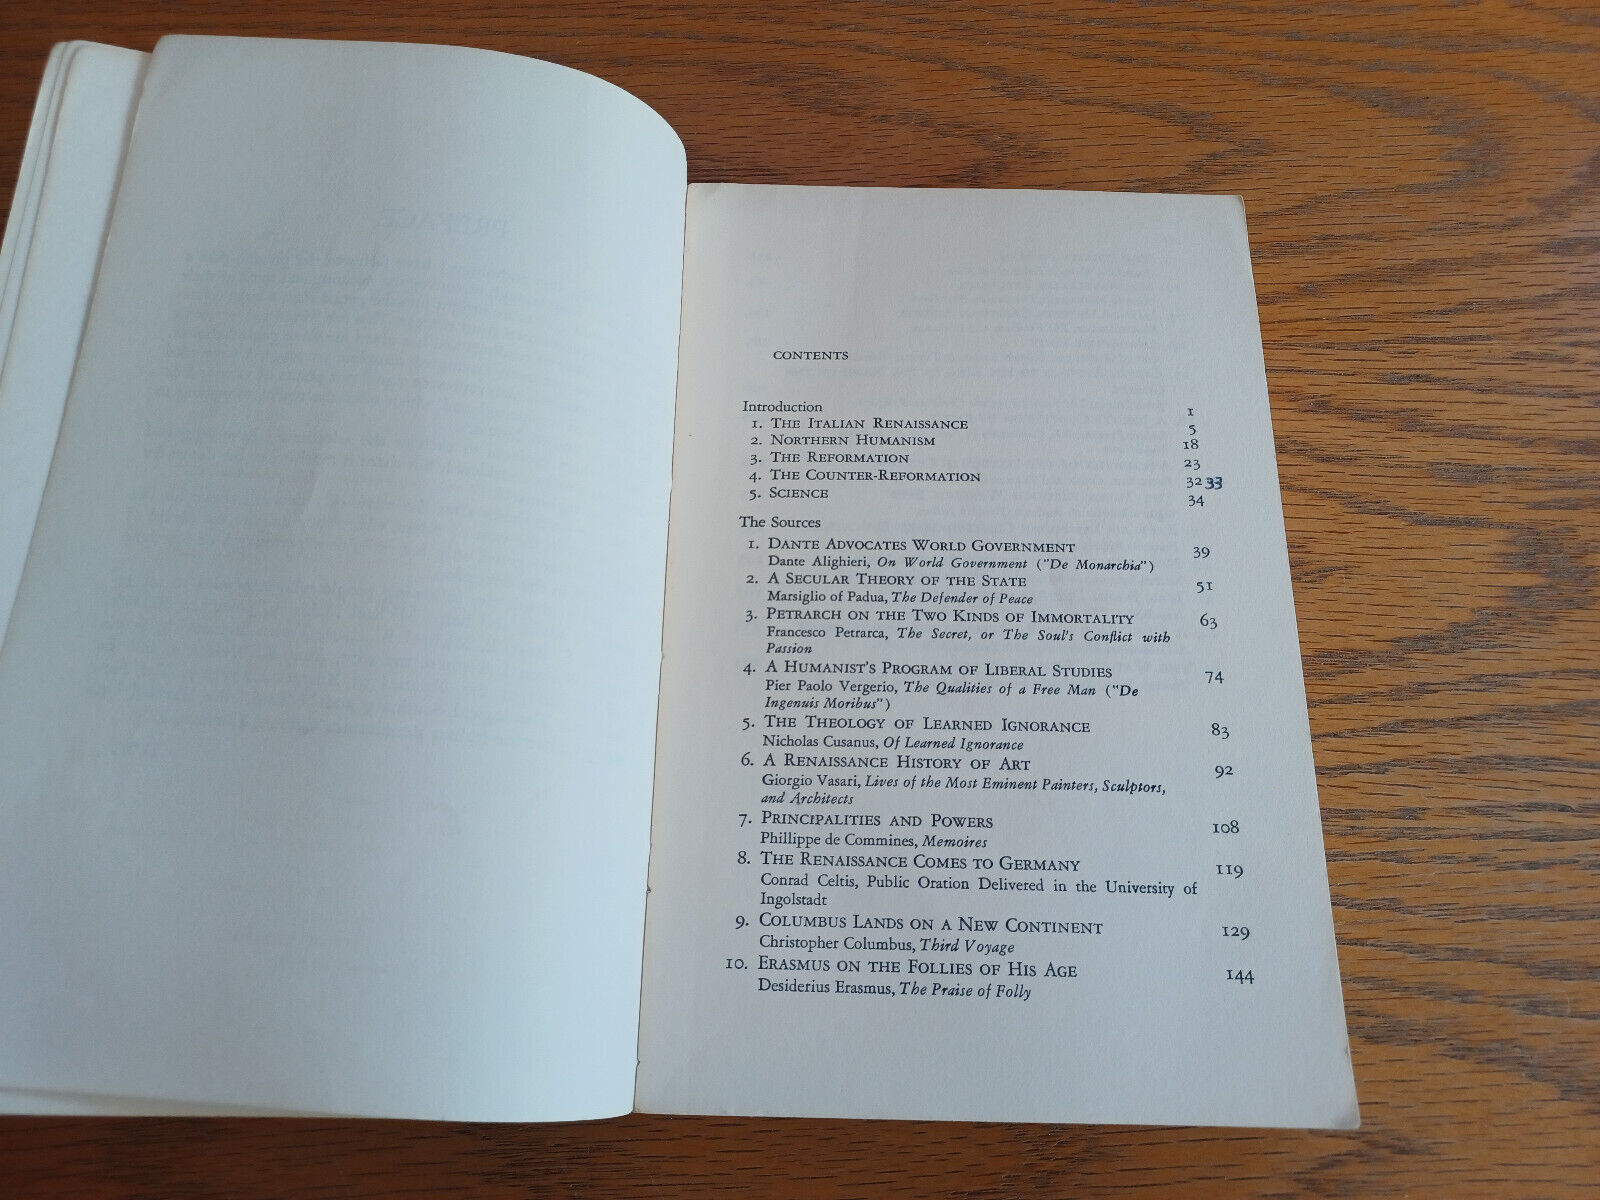 PREFACE
CONTENTS
Introduction 1
1. THE ITALIAN RENAISSANCE 5
2. NORTHERN HUMANISM 18
3. THE REFORMATION 23
4. THE COUNTER-REFORMATION 32 33
5. SCIENCE 34
The Sources
1. DANTE ADVOCATES WORLD GOVERNMENT 39
Dante Alighieri, On World Government ("De Monarchia")
2. A SECULAR THEORY OF THE STATE 51
Marsiglio of Padua, The Defender of Peace
3. PETRARCH ON THE TWO KINDS OF IMMORTALITY 63
Francesco Petrarca, The Secret, or The Soul's Conflict with
Passion
4. A HUMANIST'S PROGRAM OF LIBERAL STUDIES 74
Pier Paolo Vergerio, The Qualities of a Free Man ("De
Ingenuis Moribus")
5. THE THEOLOGY OF LEARNED IGNORANCE 83
Nicholas Cusanus, Of Learned Ignorance
6. A RENAISSANCE HISTORY OF ART 92
Giorgio Vasari, Lives of the Most Eminent Painters, Sculptors,
and Architects
7. PRINCIPALITIES AND POWERS 108
Phillippe de Commines, Memoires
8. THE RENAISSANCE COMES TO GERMANY 119
Conrad Celtis, Public Oration Delivered in the University of
Ingolstadt
9. COLUMBUS LANDS ON A NEW CONTINENT 129
Christopher Columbus, Third Voyage
10. ERASMUS ON THE FOLLIES OF HIS AGE 144
Desiderius Erasmus, The Praise of Folly